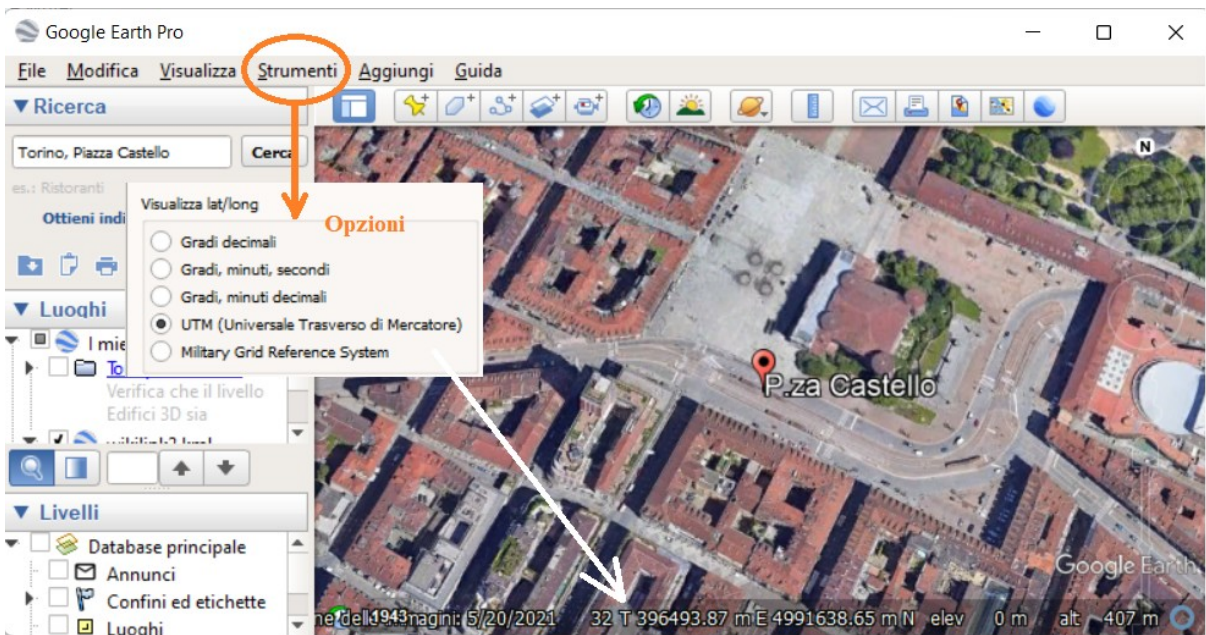 Google Earth Pro
File Modifica Visualizza Strumenti Aggiungi Guida
Ricerca
Torino, Piazza Castello
Cerca
es.: Ristoranti
Ottieni indi
Visualizza lat/long
Opzioni
Gradi decimali
Gradi, minuti, secondi
Gradi, minuti decimali
UTM (Universale Trasverso di Mercatore)
Military Grid Reference System
Luoghi
I mie
To
Verifica che il livello
Edifici 3D sia
Livelli
Database principale
Annunci
Confini ed etichette
Luoghi
N
P.za Castello
Google Earth
1943 magini: 5/20/2021 32 T 396493.87 m E 4991638.65 m N elev 0 m alt 407 m